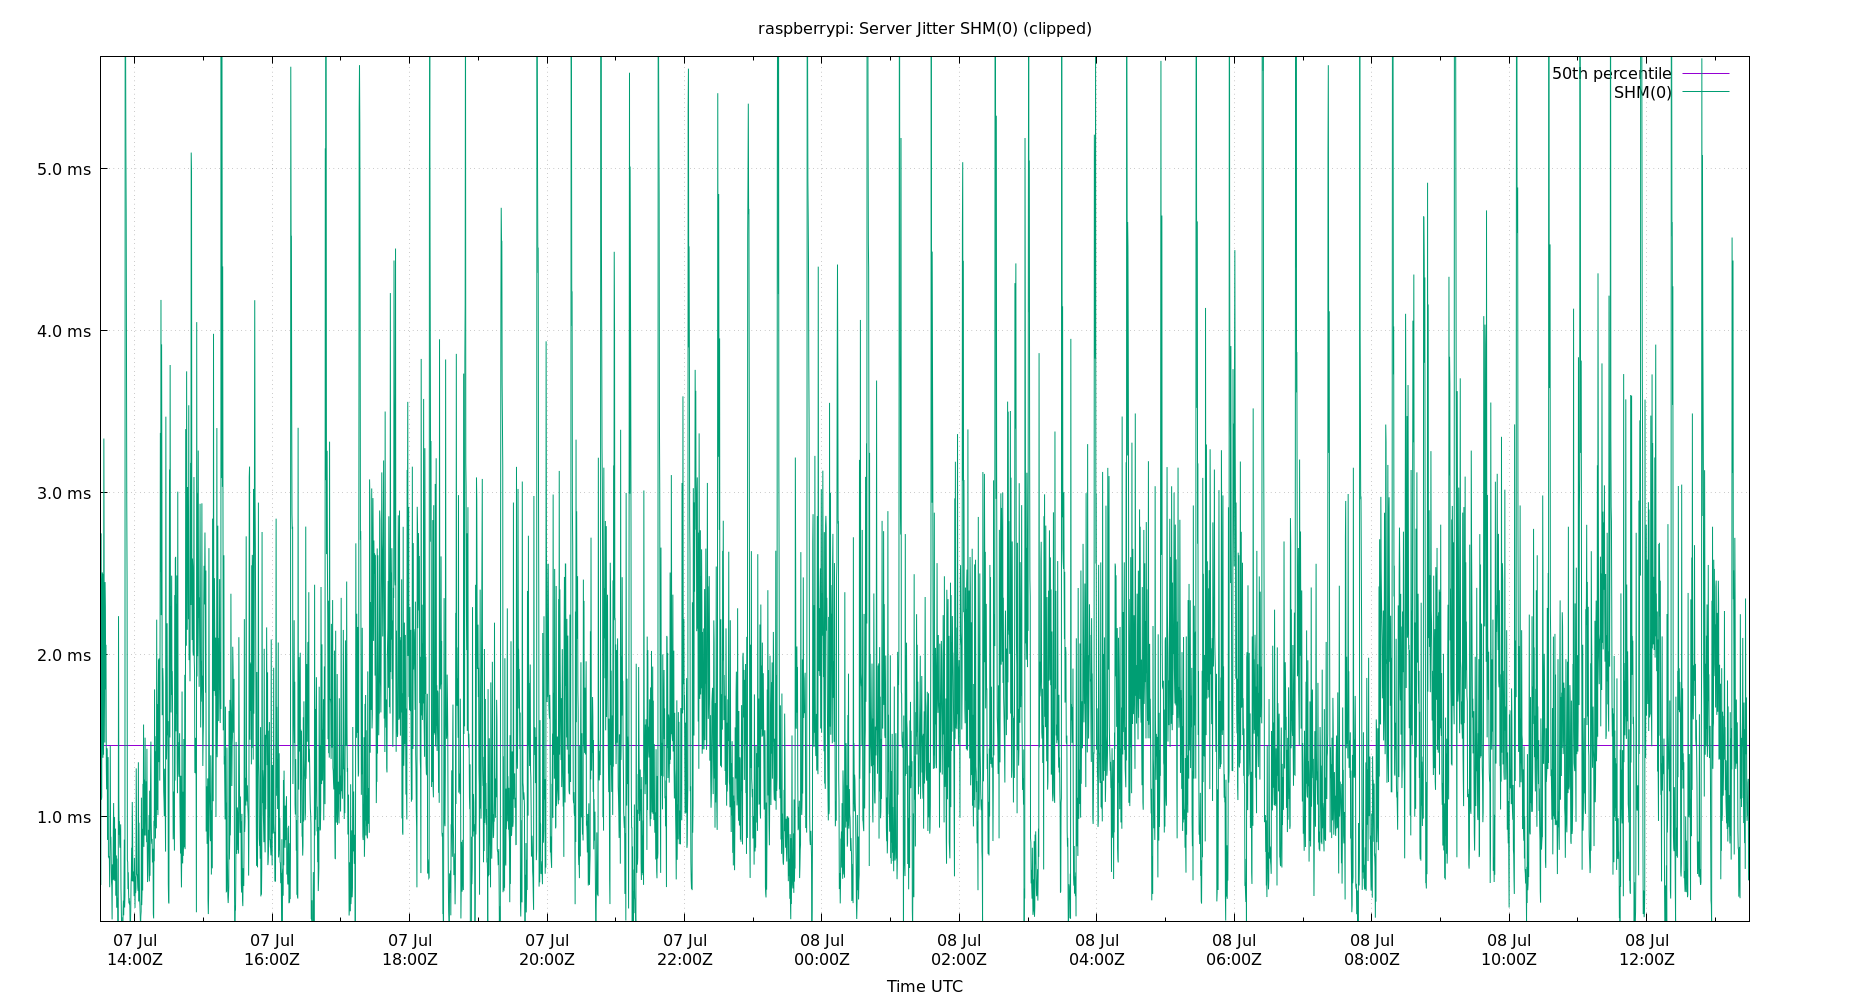 raspberrypi: Server Jitter SHM(0) (clipped)
50th percentile
SHM(0)
5.0 ms
4.0 ms
3.0 ms
2.0 ms
1.0 ms
07 Jul 07 Jul 07 Jul 07 Jul 07 Jul 08 Jul 08 Jul 08 Jul 08 Jul 08 Jul 08 Jul 08 Jul
14:00Z 16:00Z 18:00Z 20:00Z 22:00Z 00:00Z 02:00Z 04:00Z 06:00Z 08:00Z 10:00Z 12:00Z
Time UTC